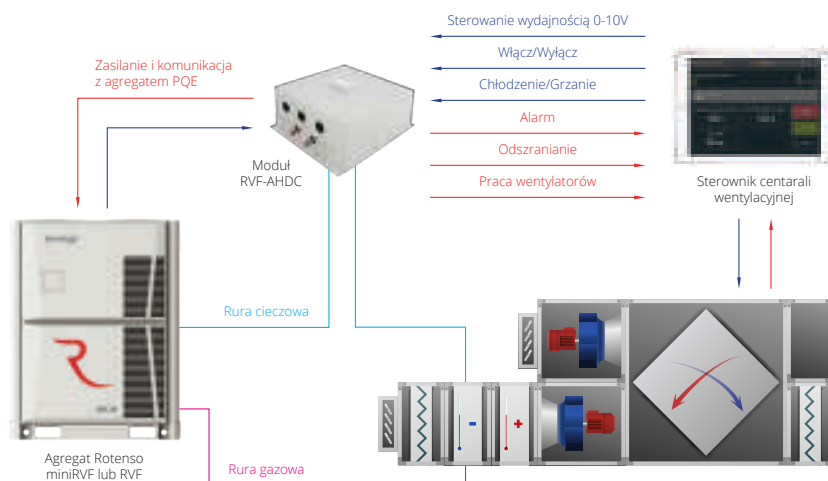 Sterowanie wydajnością 0-10V
Włącz/Wyłącz
Chłodzenie/Grzanie
Alarm
Odszranianie
Praca wentylatorów
Zasilanie i komunikacja
z agregatem PQE
Moduł
RVF-AHDC
Sterownik centarali
wentylacyjnej
Rura cieczowa
Agregat Rotenso
miniRVF lub RVF
Rura gazowa